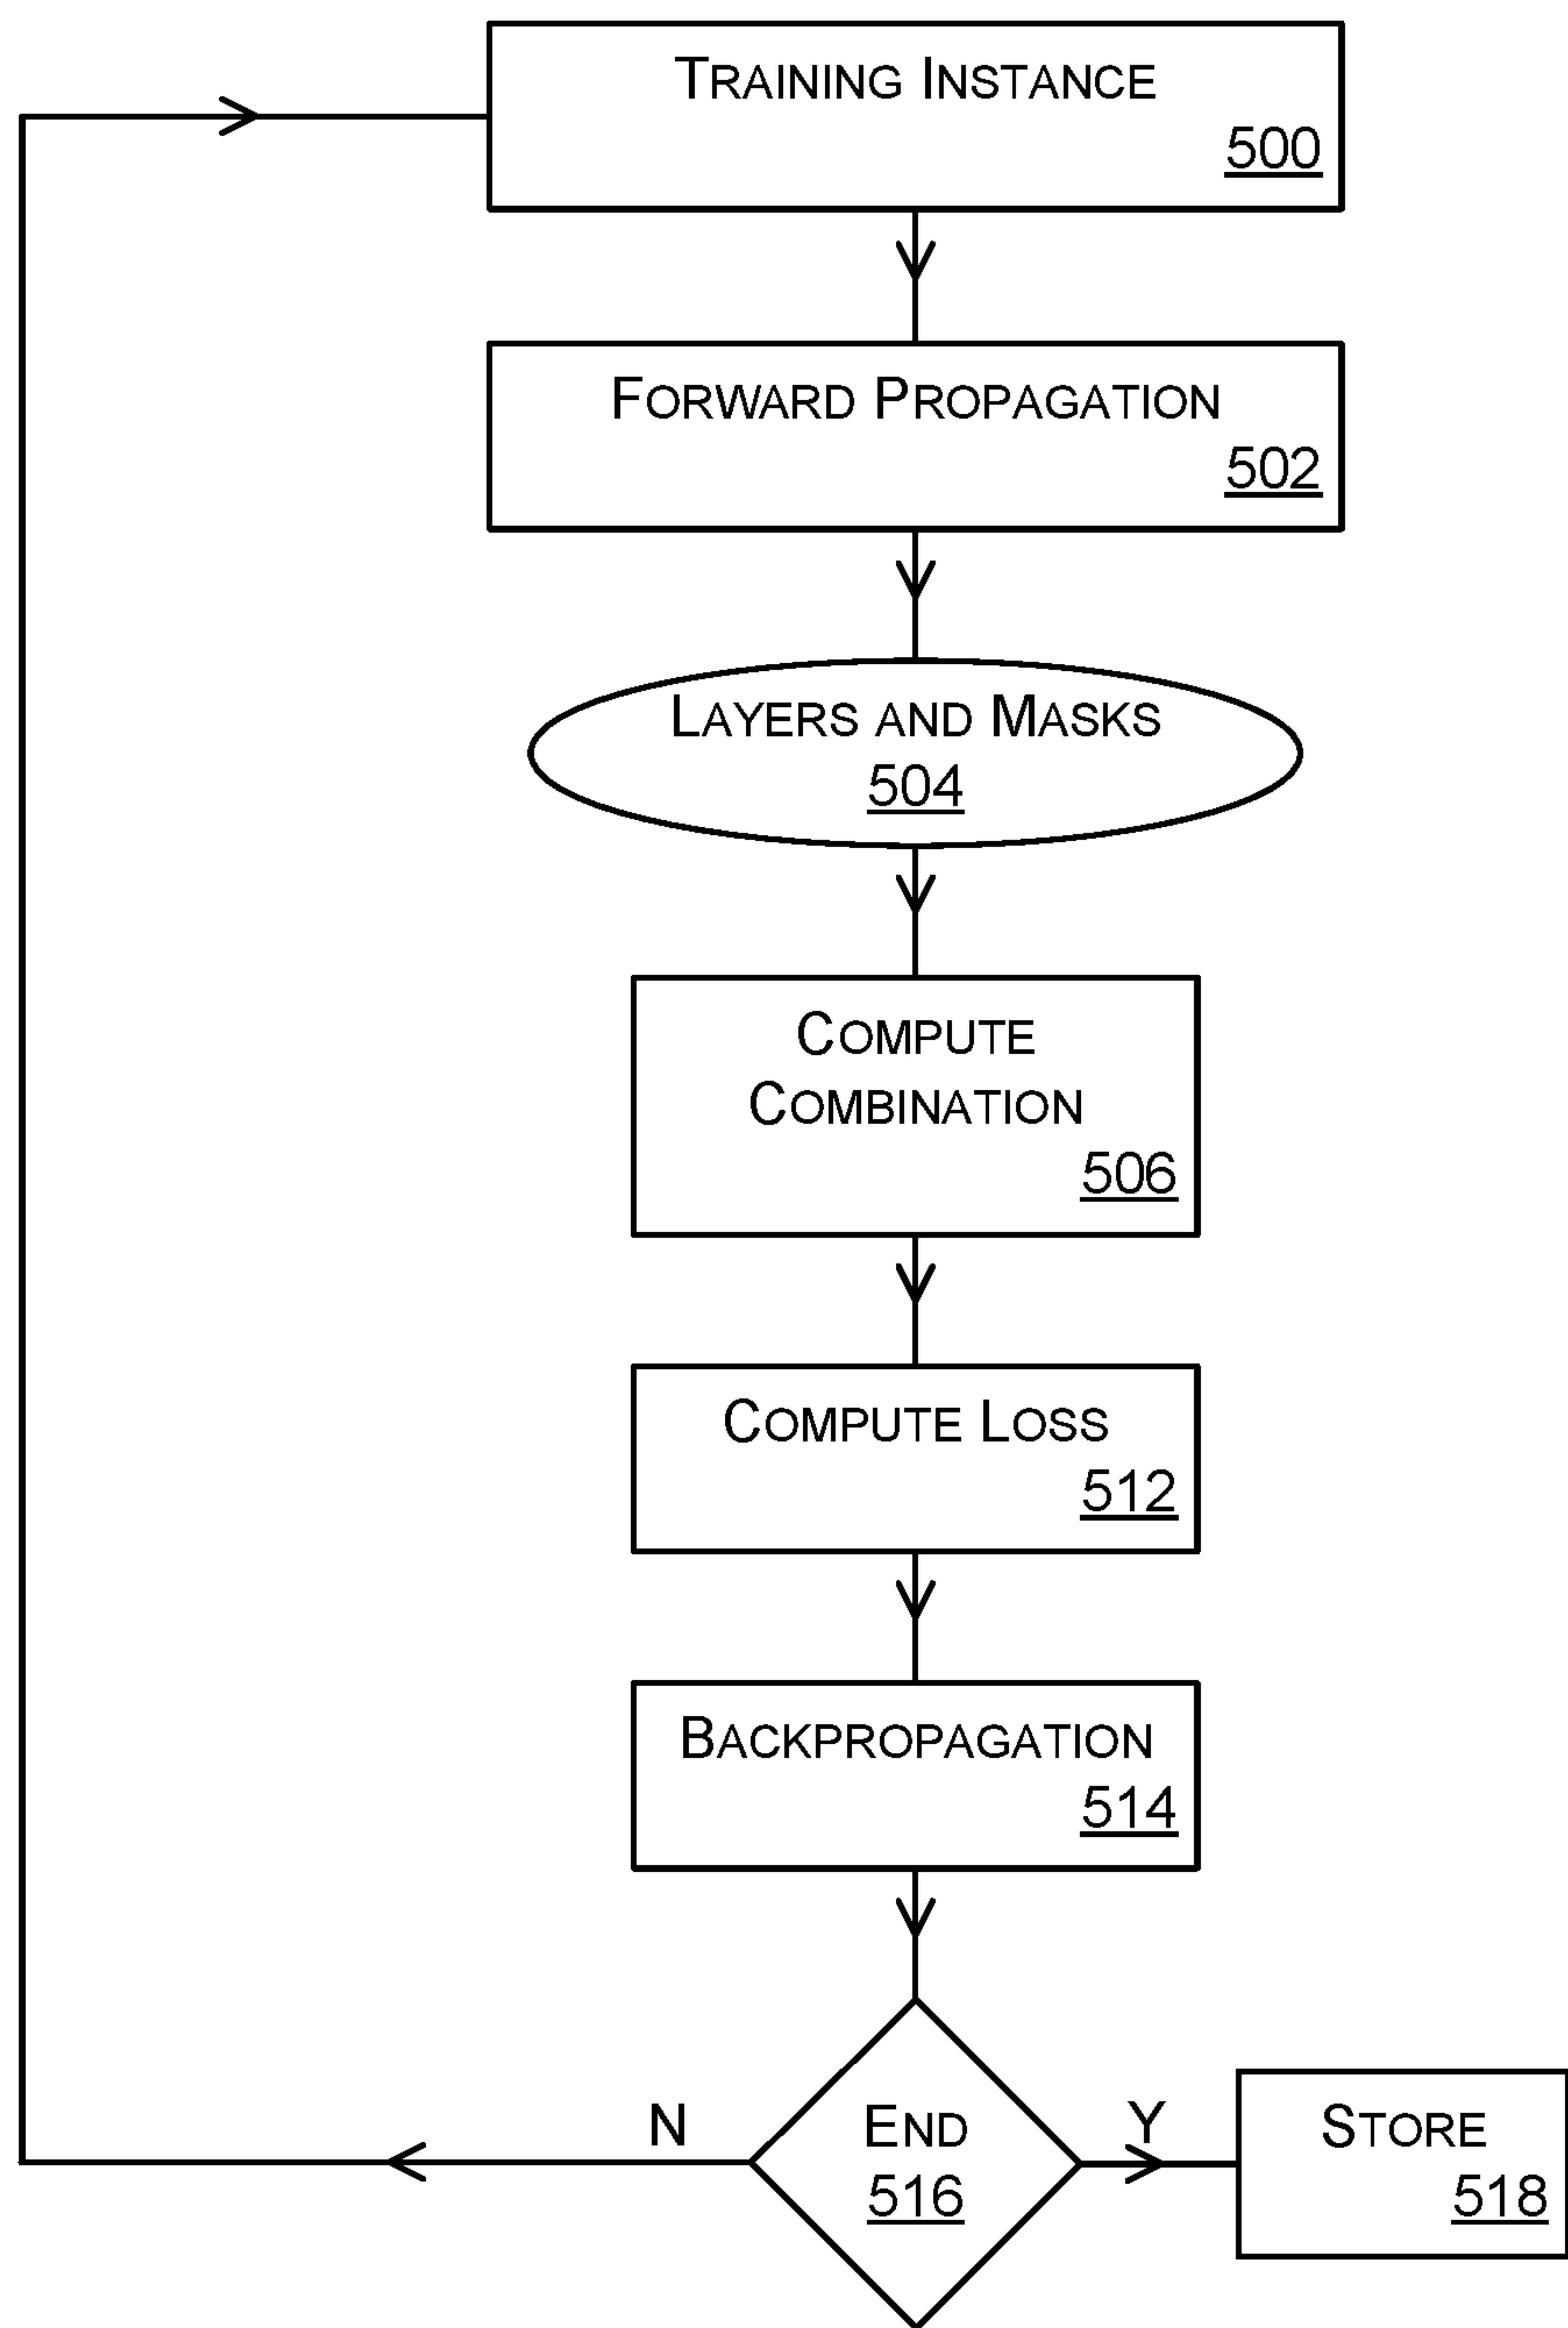 TRAINING INSTANCE
500
FORWARD PROPAGATION
502
LAYERS AND MASKS
504
COMPUTE
COMBINATION
506
COMPUTE LOSS
512
BACKPROPAGATION
514
N
END
516
Y
STORE
518